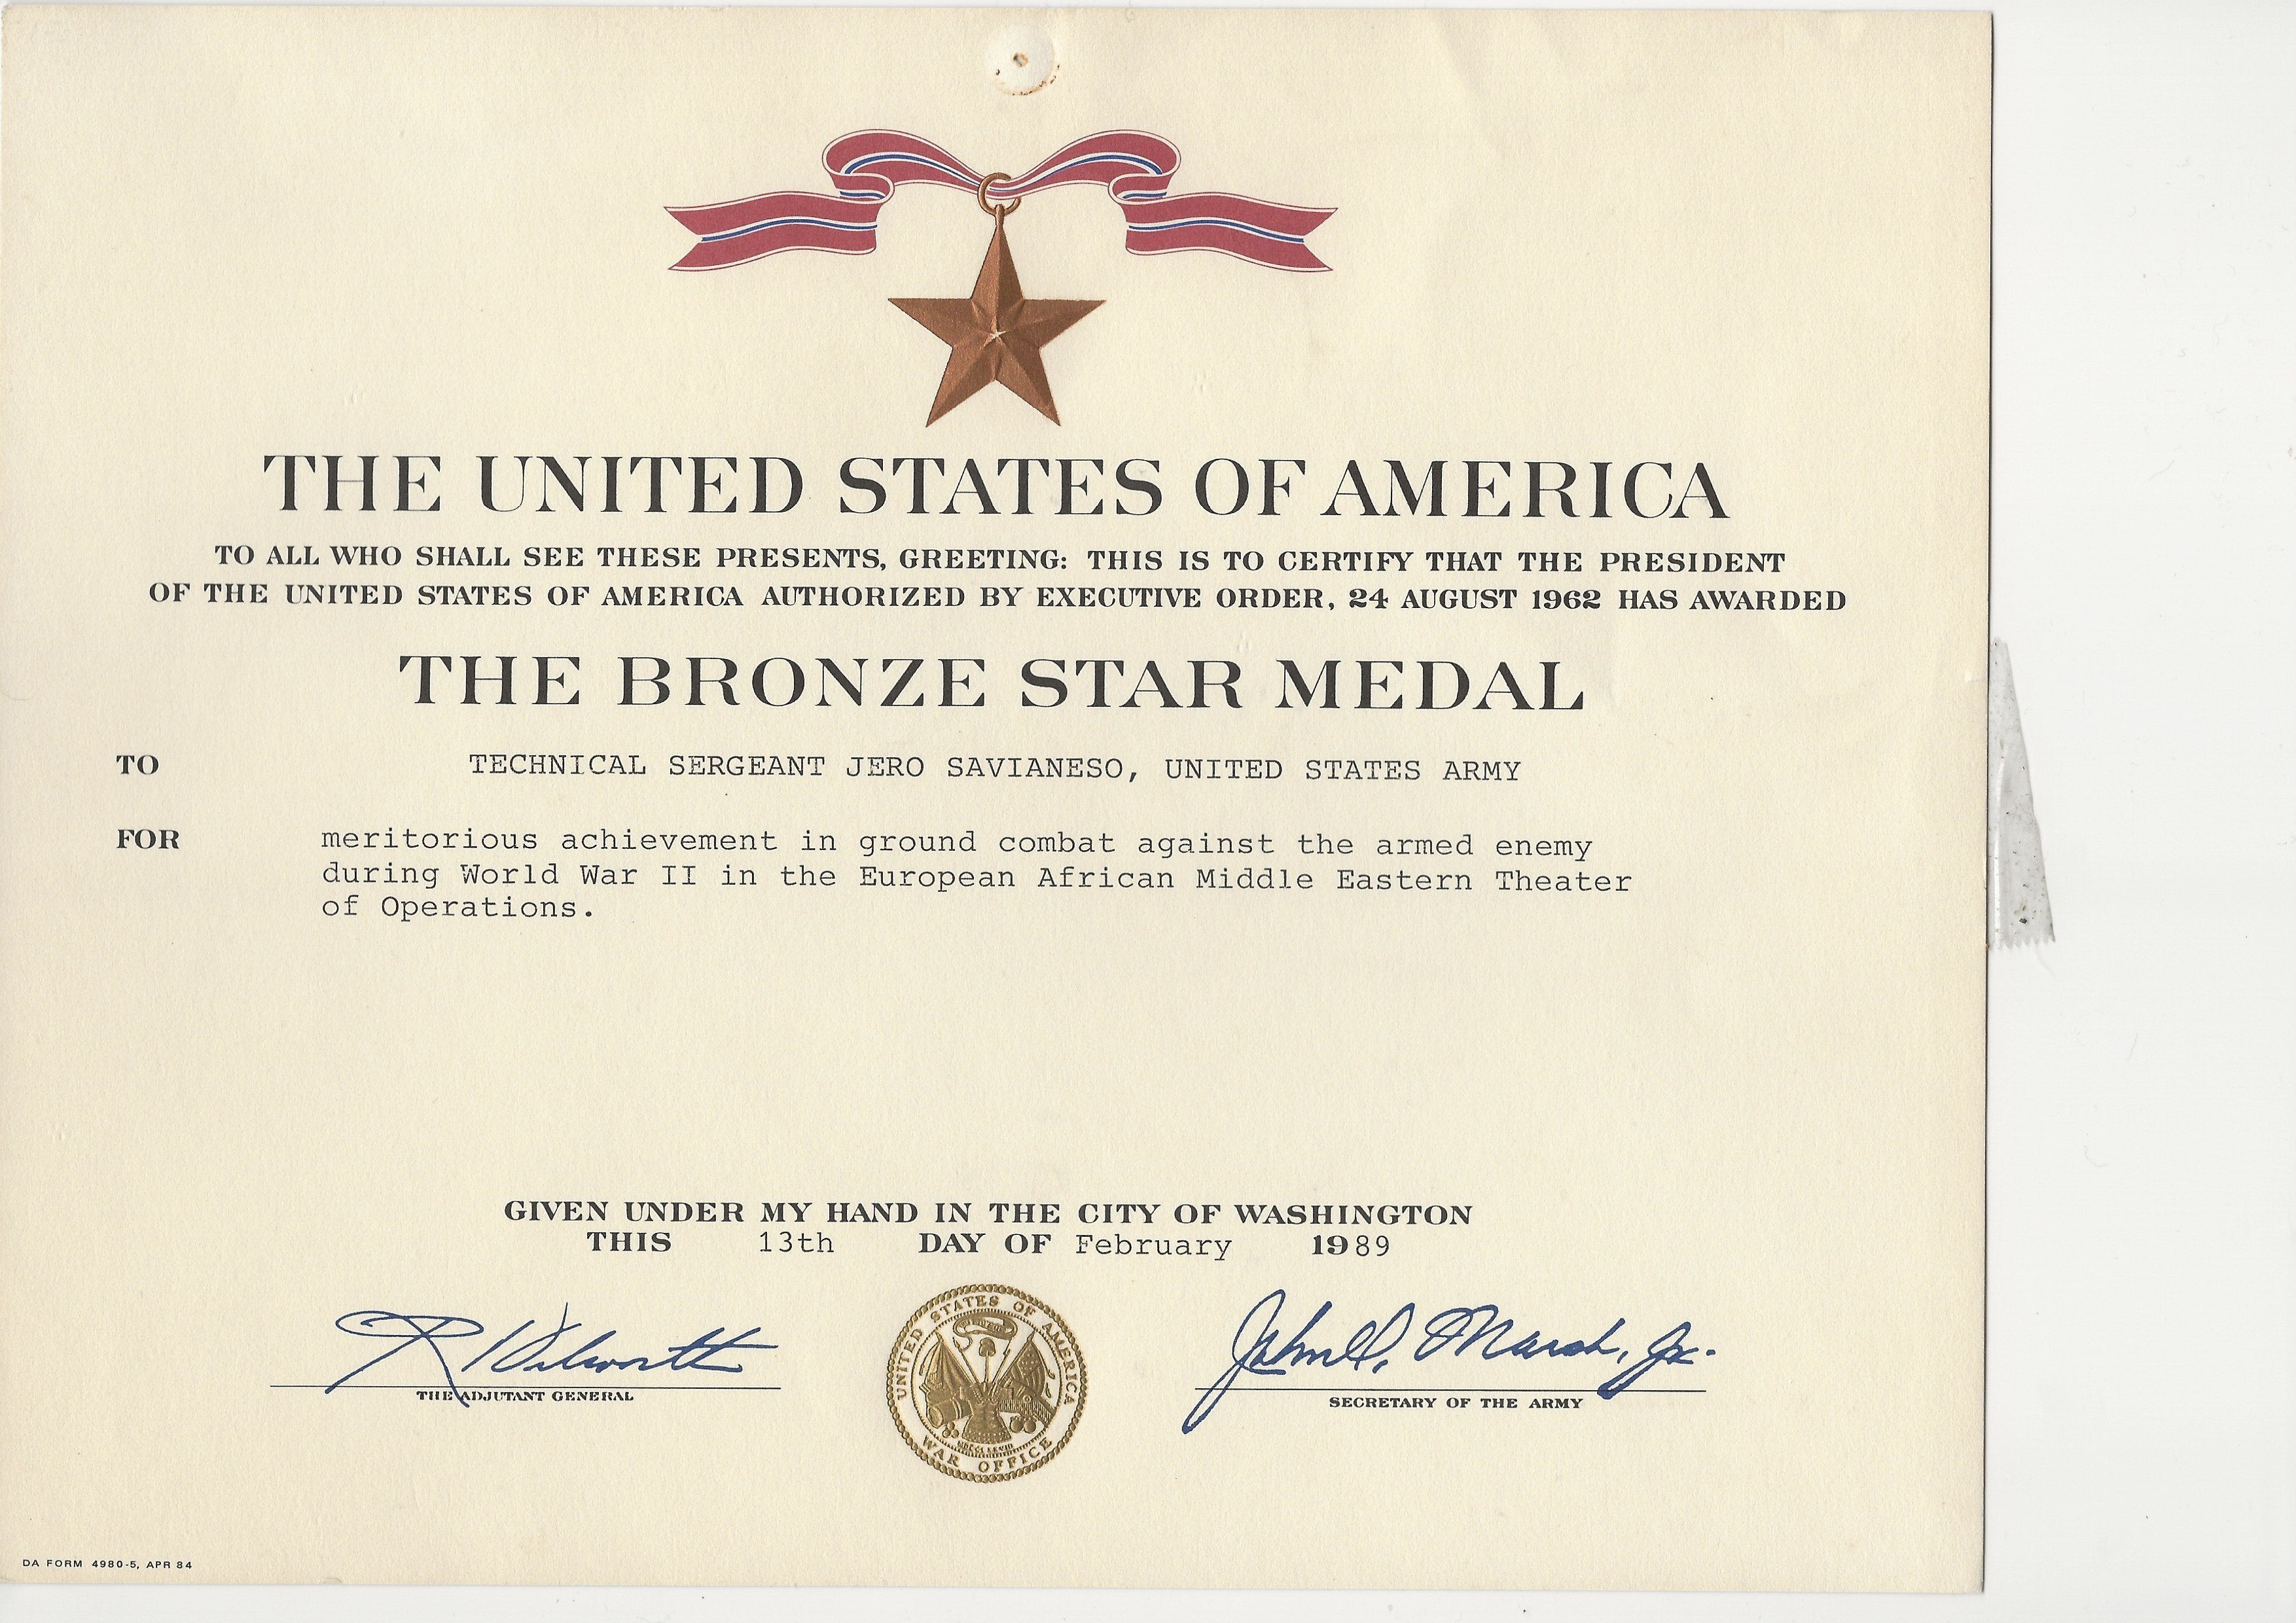 THE UNITED STATES OF AMERICA
TO ALL WHO SHALL SEE THESE PRESENTS, GREETING: THIS IS TO CERTIFY THAT THE PRESIDENT
OF THE UNITED STATES OF AMERICA AUTHORIZED BY EXECUTIVE ORDER, 24 AUGUST 1962 HAS AWARDED
THE BRONZE STAR MEDAL
TO TECHNICAL SERGEANT JERO SAVIANESO, UNITED STATES ARMY
FOR meritorious achievement in ground combat against the armed enemy
during World War II in the European African Middle Eastern Theater
of Operations.
GIVEN UNDER MY HAND IN THE CITY OF WASHINGTON
THIS 13th DAY OF February 1989
R Dilworth
THE ADJUTANT GENERAL
UNITED STATES OF AMERICA
WAR OFFICE
John O. Marsh, Jr.
SECRETARY OF THE ARMY
DA FORM 4980-5, APR 84